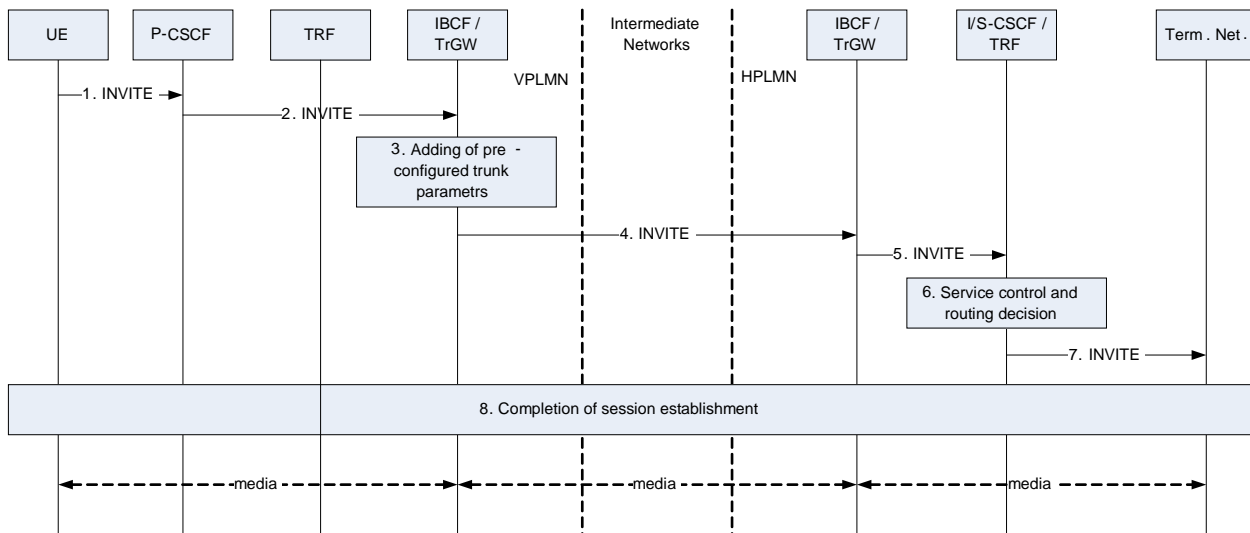 UE
P-CSCF
TRF
IBCF /
TrGW
Intermediate
Networks
IBCF /
TrGW
I/S-CSCF /
TRF
Term . Net .
VPLMN
HPLMN
1. INVITE
2. INVITE
3. Adding of pre -
configured trunk
parametrs
4. INVITE
5. INVITE
6. Service control and
routing decision
7. INVITE
8. Completion of session establishment
media
media
media